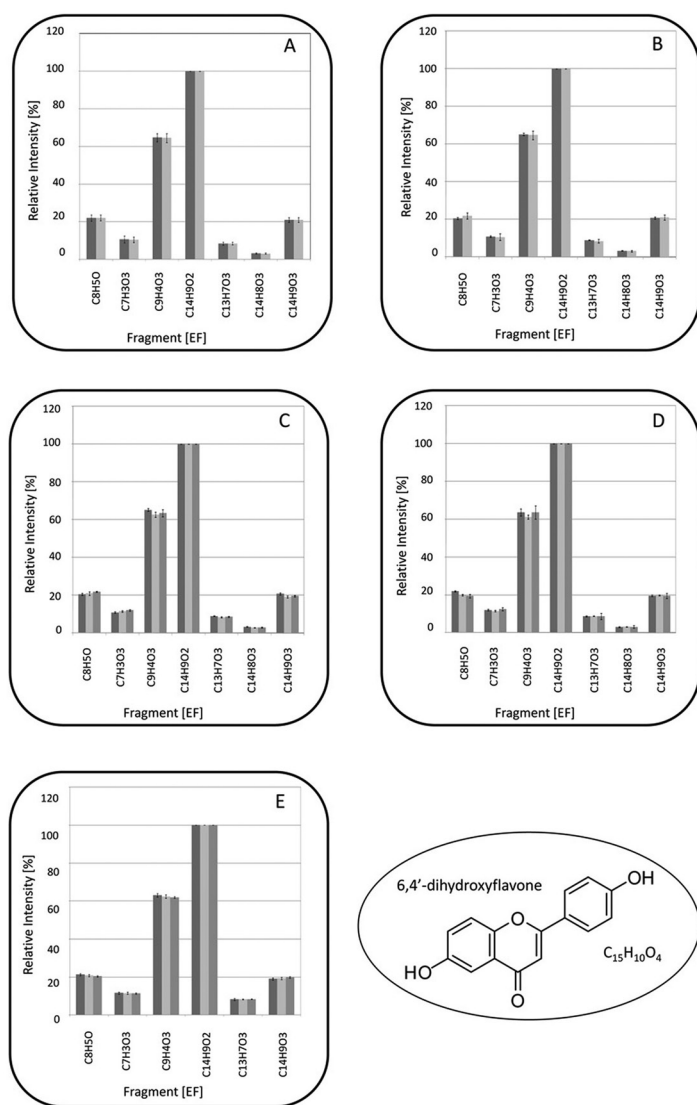 A
Relative Intensity [%]
120
100
80
60
40
20
0
C8H5O
C7H3O3
C9H4O3
C14H9O2
C13H7O3
C14H8O3
C14H9O3
Fragment [EF]
B
Relative Intensity [%]
120
100
80
60
40
20
0
C8H5O
C7H3O3
C9H4O3
C14H9O2
C13H7O3
C14H8O3
C14H9O3
Fragment [EF]
C
Relative Intensity [%]
120
100
80
60
40
20
0
C8H5O
C7H3O3
C9H4O3
C14H9O2
C13H7O3
C14H8O3
C14H9O3
Fragment [EF]
D
Relative Intensity [%]
120
100
80
60
40
20
0
C8H5O
C7H3O3
C9H4O3
C14H9O2
C13H7O3
C14H8O3
C14H9O3
Fragment [EF]
E
Relative Intensity [%]
120
100
80
60
40
20
0
C8H5O
C7H3O3
C9H4O3
C14H9O2
C13H7O3
C14H9O3
Fragment [EF]
6,4'-dihydroxyflavone
OH
O
C₁₅H₁₀O₄
HO
O